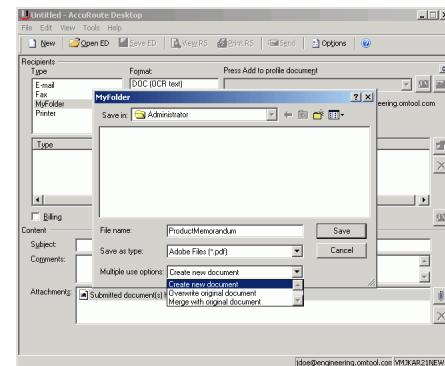 Untitled - AccuRoute Desktop
File Edit View Tools Help
New Open ED Save ED View RS Print RS Send Options
Recipients
Type Format: Press Add to profile document
E-mail
Fax
MyFolder
Printer
DOC (OCR text)
eering.omtool.com
MyFolder
Save in: Administrator
Type
File name: ProductMemorandum Save
Save as type: Adobe Files (*.pdf) Cancel
Multiple use options: Create new document
Create new document
Overwrite original document
Merge with original document
Billing
Content
Subject:
Comments:
Attachments: Submitted document(s)
jdoe@engineering.omtool.com VMJKAR21NEW